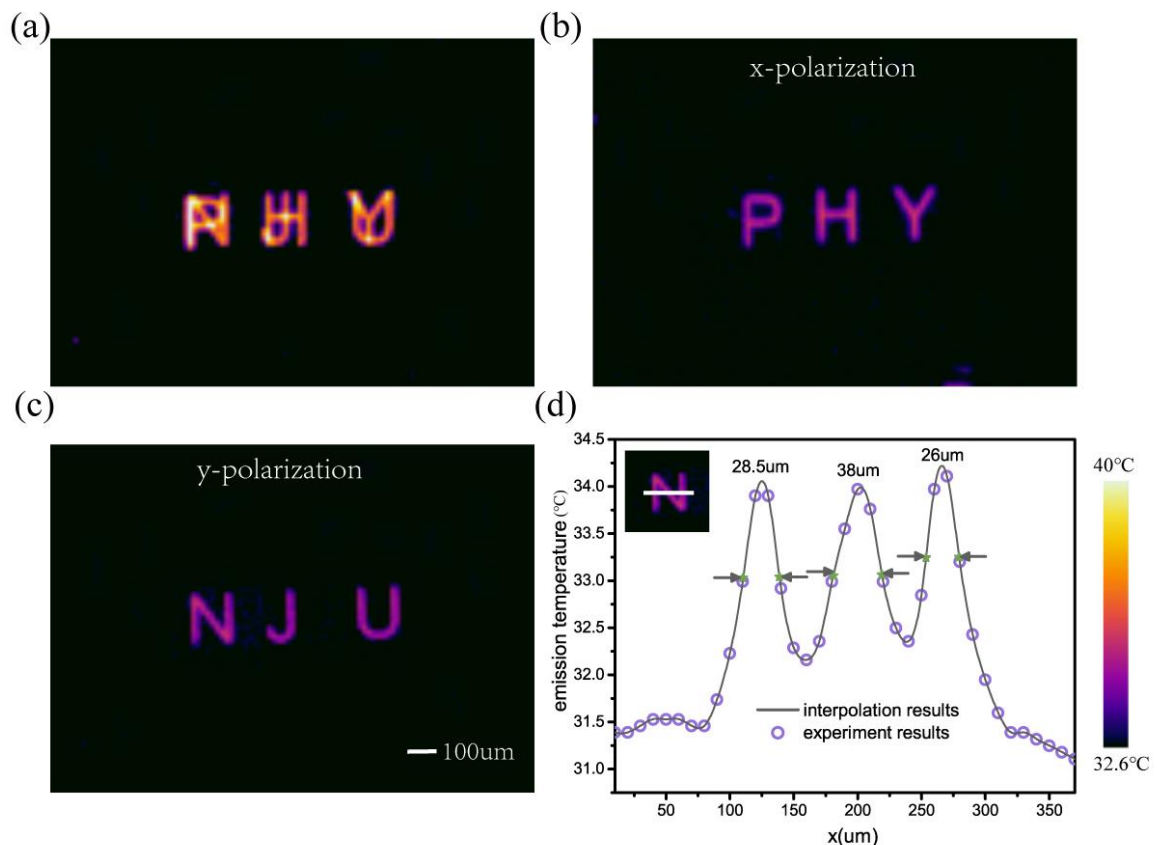 (a)
(b)
x-polarization
P H Y
(c)
y-polarization
N J U
100um
(d)
34.5
34.0
33.5
33.0
32.5
32.0
31.5
31.0
emission temperature (°C)
N
28.5um
38um
26um
interpolation results
experiment results
50 100 150 200 250 300 350
x(um)
40°C
32.6°C